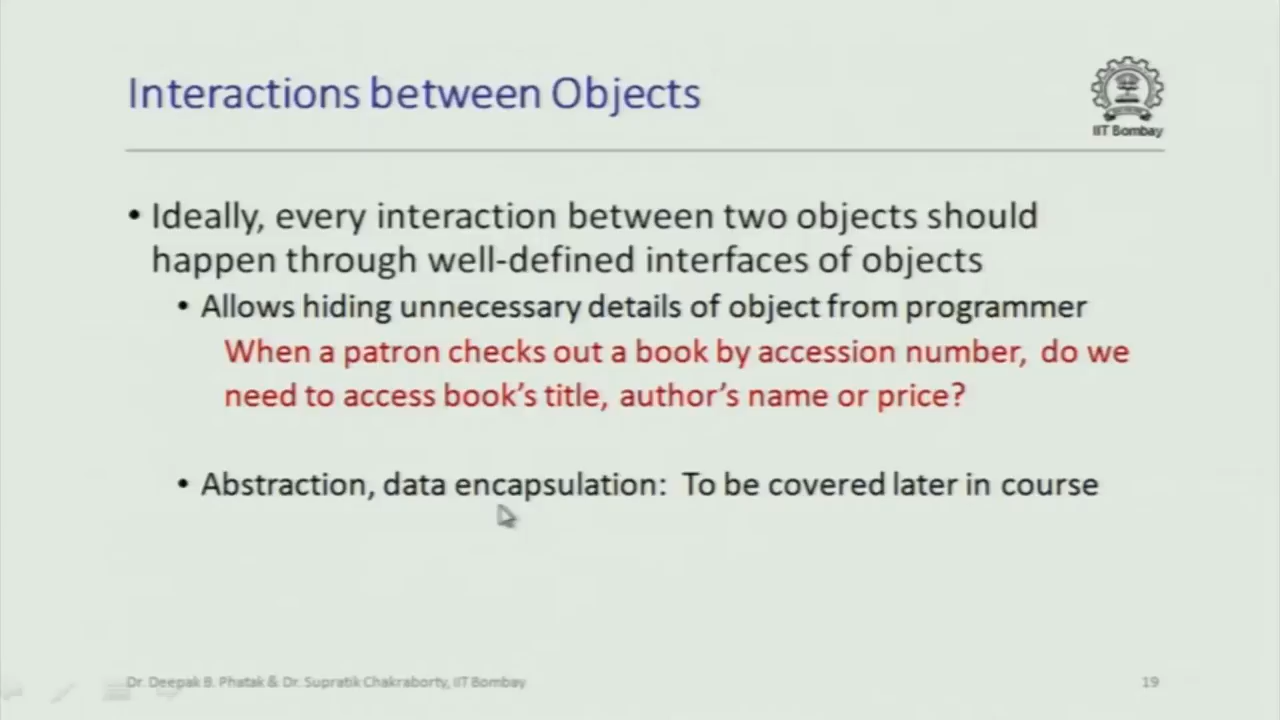 Interactions between Objects
IIT Bombay
• Ideally, every interaction between two objects should
happen through well-defined interfaces of objects
• Allows hiding unnecessary details of object from programmer
When a patron checks out a book by accession number, do we
need to access book's title, author's name or price?
• Abstraction, data encapsulation: To be covered later in course
Dr. Deepak B. Phatak & Dr. Supratik Chakraborty, IIT Bombay
19